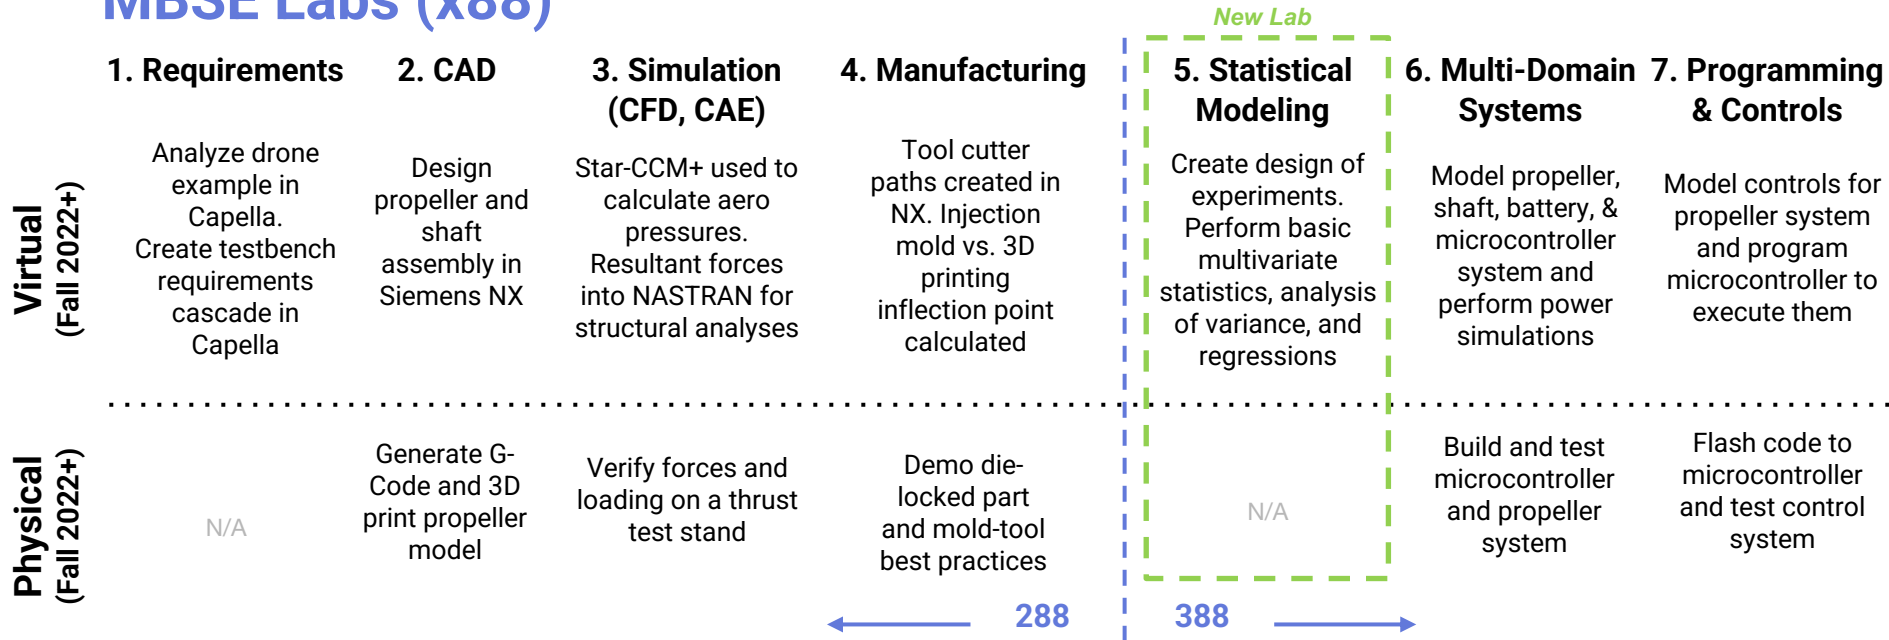 MBSE Labs (x88)
New Lab
1. Requirements
2. CAD
3. Simulation
(CFD, CAE)
4. Manufacturing
5. Statistical
Modeling
6. Multi-Domain
Systems
7. Programming
& Controls
Virtual
(Fall 2022+)
Analyze drone
example in
Capella.
Create testbench
requirements
cascade in
Capella
Design
propeller and
shaft
assembly in
Siemens NX
Star-CCM+ used to
calculate aero
pressures.
Resultant forces
into NASTRAN for
structural analyses
Tool cutter
paths created in
NX. Injection
mold vs. 3D
printing
inflection point
calculated
Create design of
experiments.
Perform basic
multivariate
statistics, analysis
of variance, and
regressions
Model propeller,
shaft, battery, &
microcontroller
system and
perform power
simulations
Model controls for
propeller system
and program
microcontroller to
execute them
Physical
(Fall 2022+)
N/A
Generate G-
Code and 3D
print propeller
model
Verify forces and
loading on a thrust
test stand
Demo die-
locked part
and mold-tool
best practices
N/A
Build and test
microcontroller
and propeller
system
Flash code to
microcontroller
and test control
system
288
388